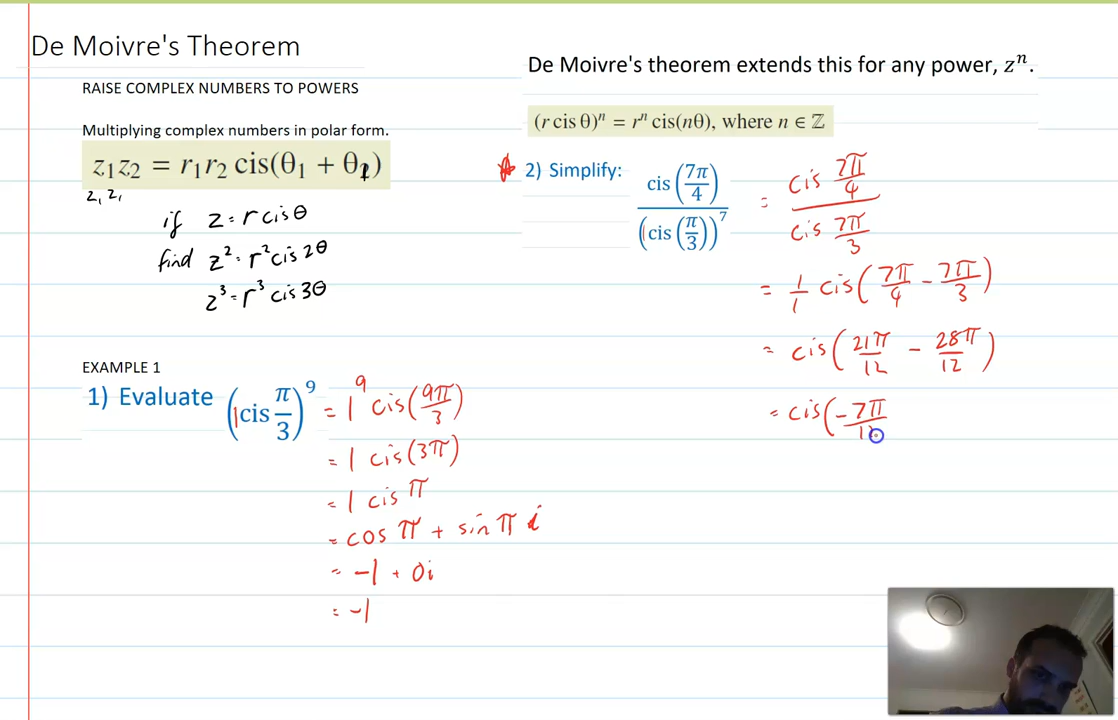 De Moivre's Theorem
RAISE COMPLEX NUMBERS TO POWERS
Multiplying complex numbers in polar form.
z₁z₂ = r₁r₂ cis(θ₁ + θ₂)
z₁ z₁
if z = r cis θ
find z² = r² cis 2θ
z³ = r³ cis 3θ
EXAMPLE 1
1) Evaluate (1cis π/3)⁹ = 1⁹ cis(9π/3)
= 1 cis(3π)
= 1 cis π
= cos π + sin π i
= -1 + 0i
= -1
De Moivre's theorem extends this for any power, zⁿ.
(r cis θ)ⁿ = rⁿ cis(nθ), where n ∈ ℤ
2) Simplify: cis(7π/4) / (cis(π/3))⁷ = cis 7π/4 / cis 7π/3
= 1/1 cis(7π/4 - 7π/3)
= cis(21π/12 - 28π/12)
= cis(-7π/12